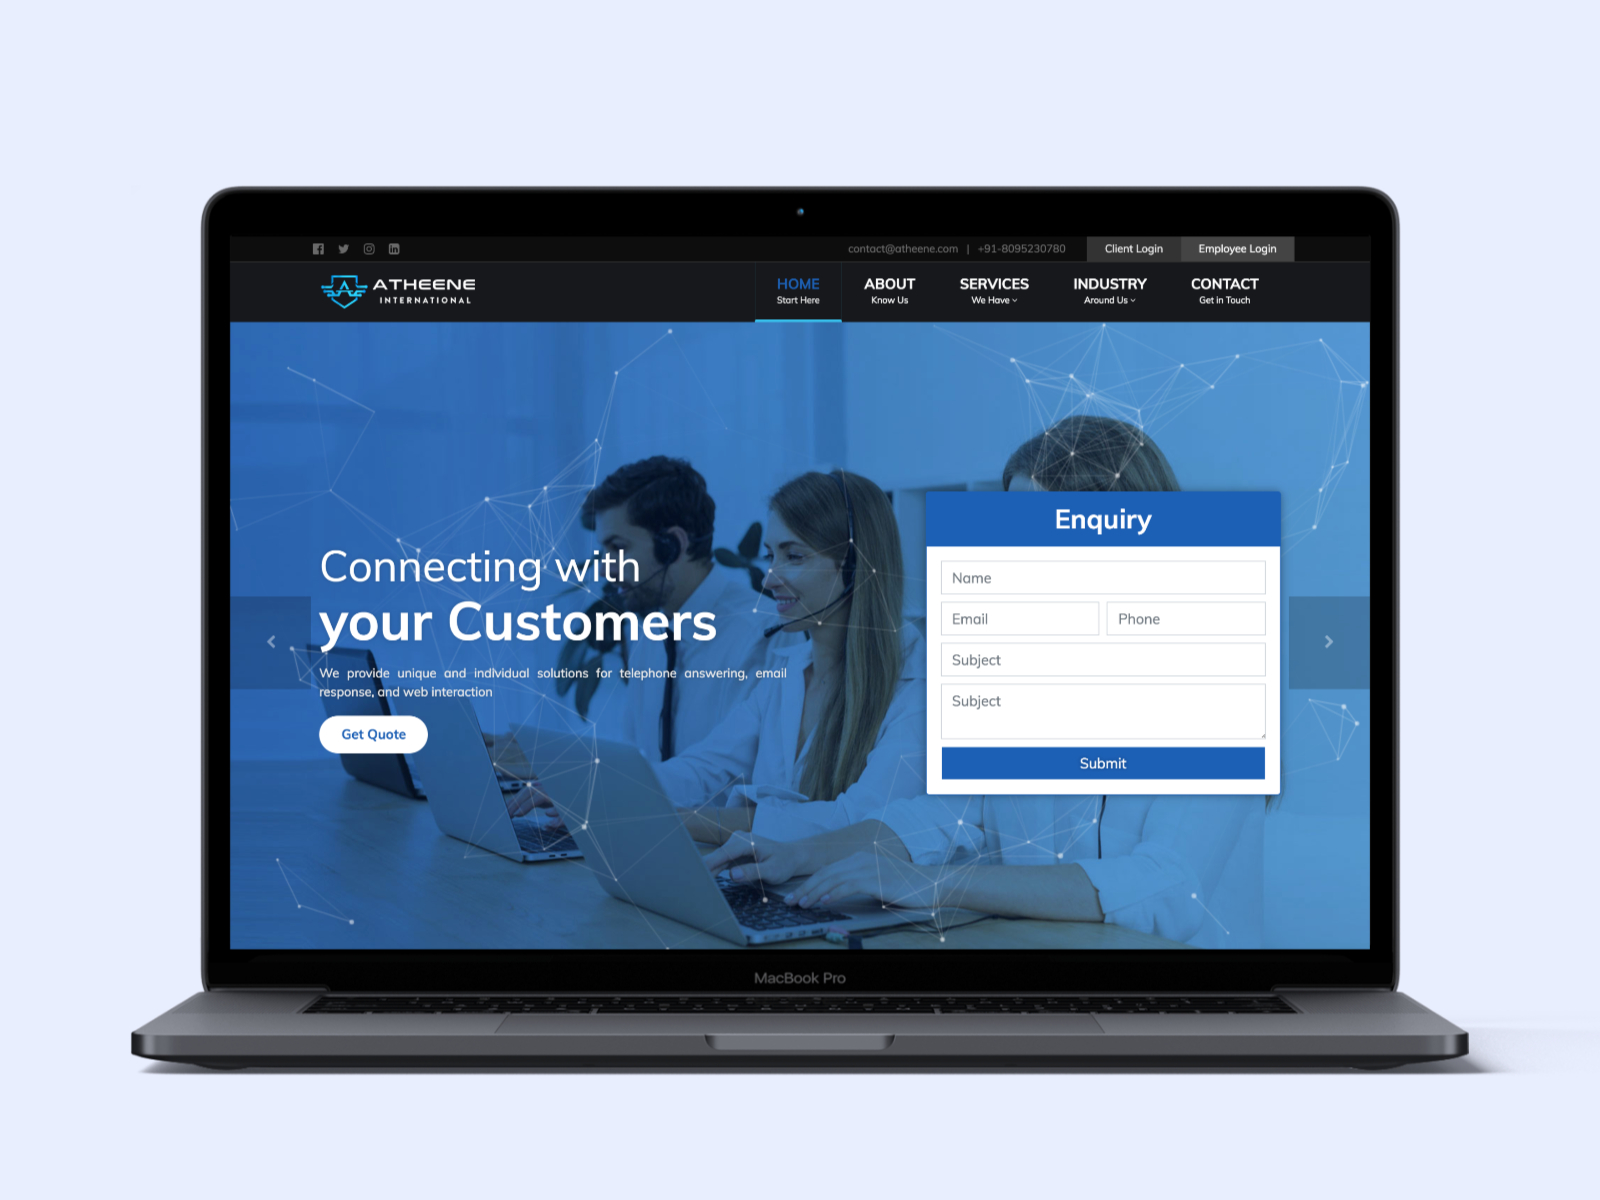 contact@atheene.com | +91-8095230780
Client Login
Employee Login
ATHEENE
INTERNATIONAL
HOME
Start Here
ABOUT
Know Us
SERVICES
We Have
INDUSTRY
Around Us
CONTACT
Get in Touch
Connecting with
your Customers
We provide unique and individual solutions for telephone answering, email
response, and web interaction
Get Quote
Enquiry
Name
Email
Phone
Subject
Subject
Submit
MacBook Pro